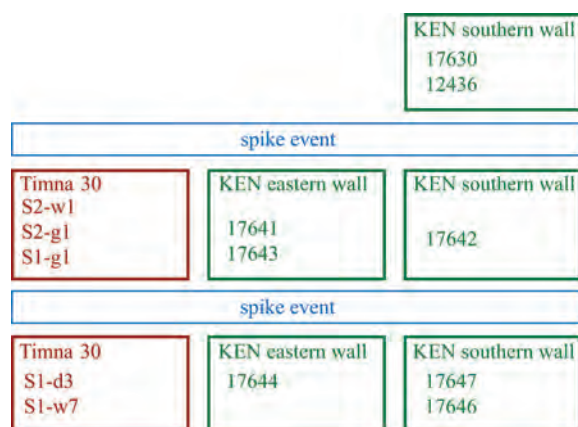 KEN southern wall
17630
12436
spike event
Timna 30
S2-w1
S2-g1
S1-g1
KEN eastern wall
17641
17643
KEN southern wall
17642
spike event
Timna 30
S1-d3
S1-w7
KEN eastern wall
17644
KEN southern wall
17647
17646